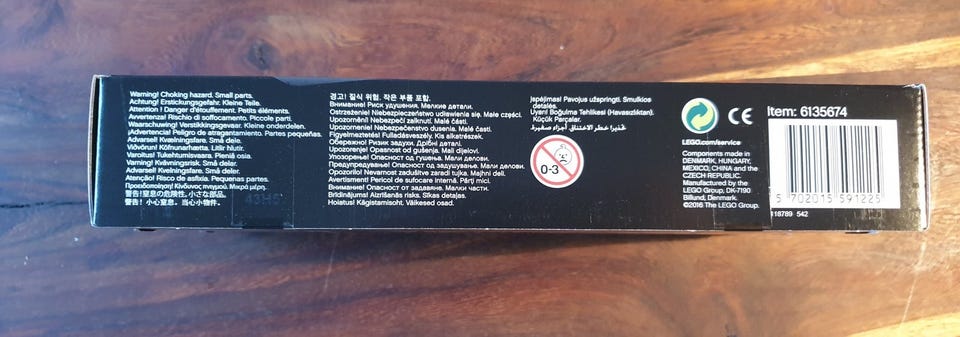 Warning! Choking hazard. Small parts.
Achtung! Erstickungsgefahr. Kleine Teile.
Attention ! Danger d'étouffement. Petits éléments.
Avvertenza! Rischio di soffocamento. Piccole parti.
Waarschuwing! Verstikkingsgevaar. Kleine onderdelen.
¡Advertencia! Peligro de atragantamiento. Partes pequeñas.
Advarsel! Kvælningsfare. Små dele.
Viðvörun! Köfnunarhætta. Litlir hlutir.
Varoitus! Tukehtumisvaara. Pieniä osia.
Varning! Kvävningsrisk. Små delar.
Advarsel! Kvelningsfare. Små deler.
Atenção! Risco de asfixia. Pequenas partes.
Προειδοποίηση! Κίνδυνος πνιγμού. Μικρά μέρη.
警告! 窒息の危険性。小さな部品。
警告! 小心窒息。当心小物件。
경고! 질식 위험. 작은 부품 포함.
Внимание! Риск удушения. Мелкие детали.
Ostrzeżenie! Niebezpieczeństwo udławienia się. Małe części.
Upozornění! Nebezpečí zalknutí. Malé části.
Upozornenie! Nebezpečenstvo dusenia. Malé časti.
Figyelmeztetés! Fulladásveszély. Kis alkatrészek.
Обережно! Ризик задухи. Дрібні деталі.
Upozorenje! Opasnost od gušenja. Mali dijelovi.
Упозорење! Опасност од гушења. Мали делови.
Предупреждение! Опасност от задушаване. Малки части.
Opozorilo! Nevarnost zadušitve zaradi tujka. Majhni deli.
Avertisment! Pericol de sufocare internă. Părţi mici.
Внимание! Опасност од задавање. Мали части.
Brīdinājums! Aizrīšanās risks. Sīkas detaļas.
Hoiatus! Kägistamisoht. Väikesed osad.
Įspėjimas! Pavojus užspringti. Smulkios
detalės.
Uyarı! Boğulma Tehlikesi (Havasızlıktan).
Küçük Parçalar.
تحذير! خطر الاختناق أجزاء صغيرة.
0-3
CE
LEGO.com/service
Components made in
DENMARK, HUNGARY,
MEXICO, CHINA and the
CZECH REPUBLIC.
Manufactured by the
LEGO Group, DK-7190
Billund, Denmark.
©2016 The LEGO Group.
Item: 6135674
5 702015 591225
118789 542